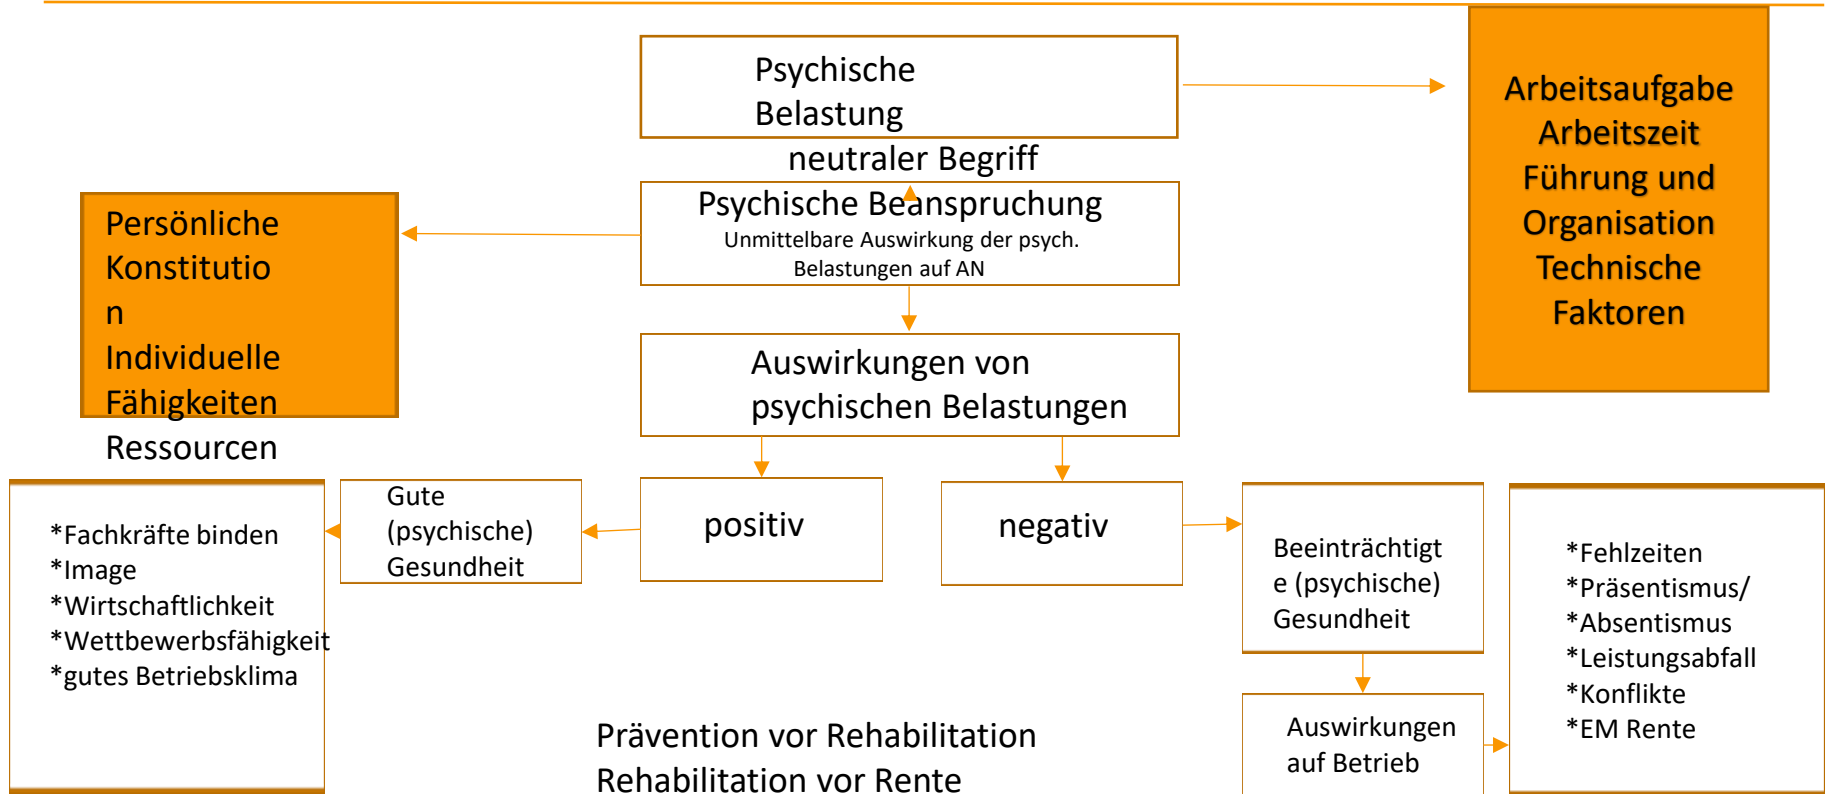 Psychische
Belastung
neutraler Begriff
Arbeitsaufgabe
Arbeitszeit
Führung und
Organisation
Technische
Faktoren
Psychische Beanspruchung
Unmittelbare Auswirkung der psych.
Belastungen auf AN
Persönliche
Konstitutio
n
Individuelle
Fähigkeiten
Ressourcen
Auswirkungen von
psychischen Belastungen
*Fachkräfte binden
*Image
*Wirtschaftlichkeit
*Wettbewerbsfähigkeit
*gutes Betriebsklima
Gute
(psychische)
Gesundheit
positiv
negativ
Beeinträchtigt
e (psychische)
Gesundheit
*Fehlzeiten
*Präsentismus/
*Absentismus
*Leistungsabfall
*Konflikte
*EM Rente
Auswirkungen
auf Betrieb
Prävention vor Rehabilitation
Rehabilitation vor Rente